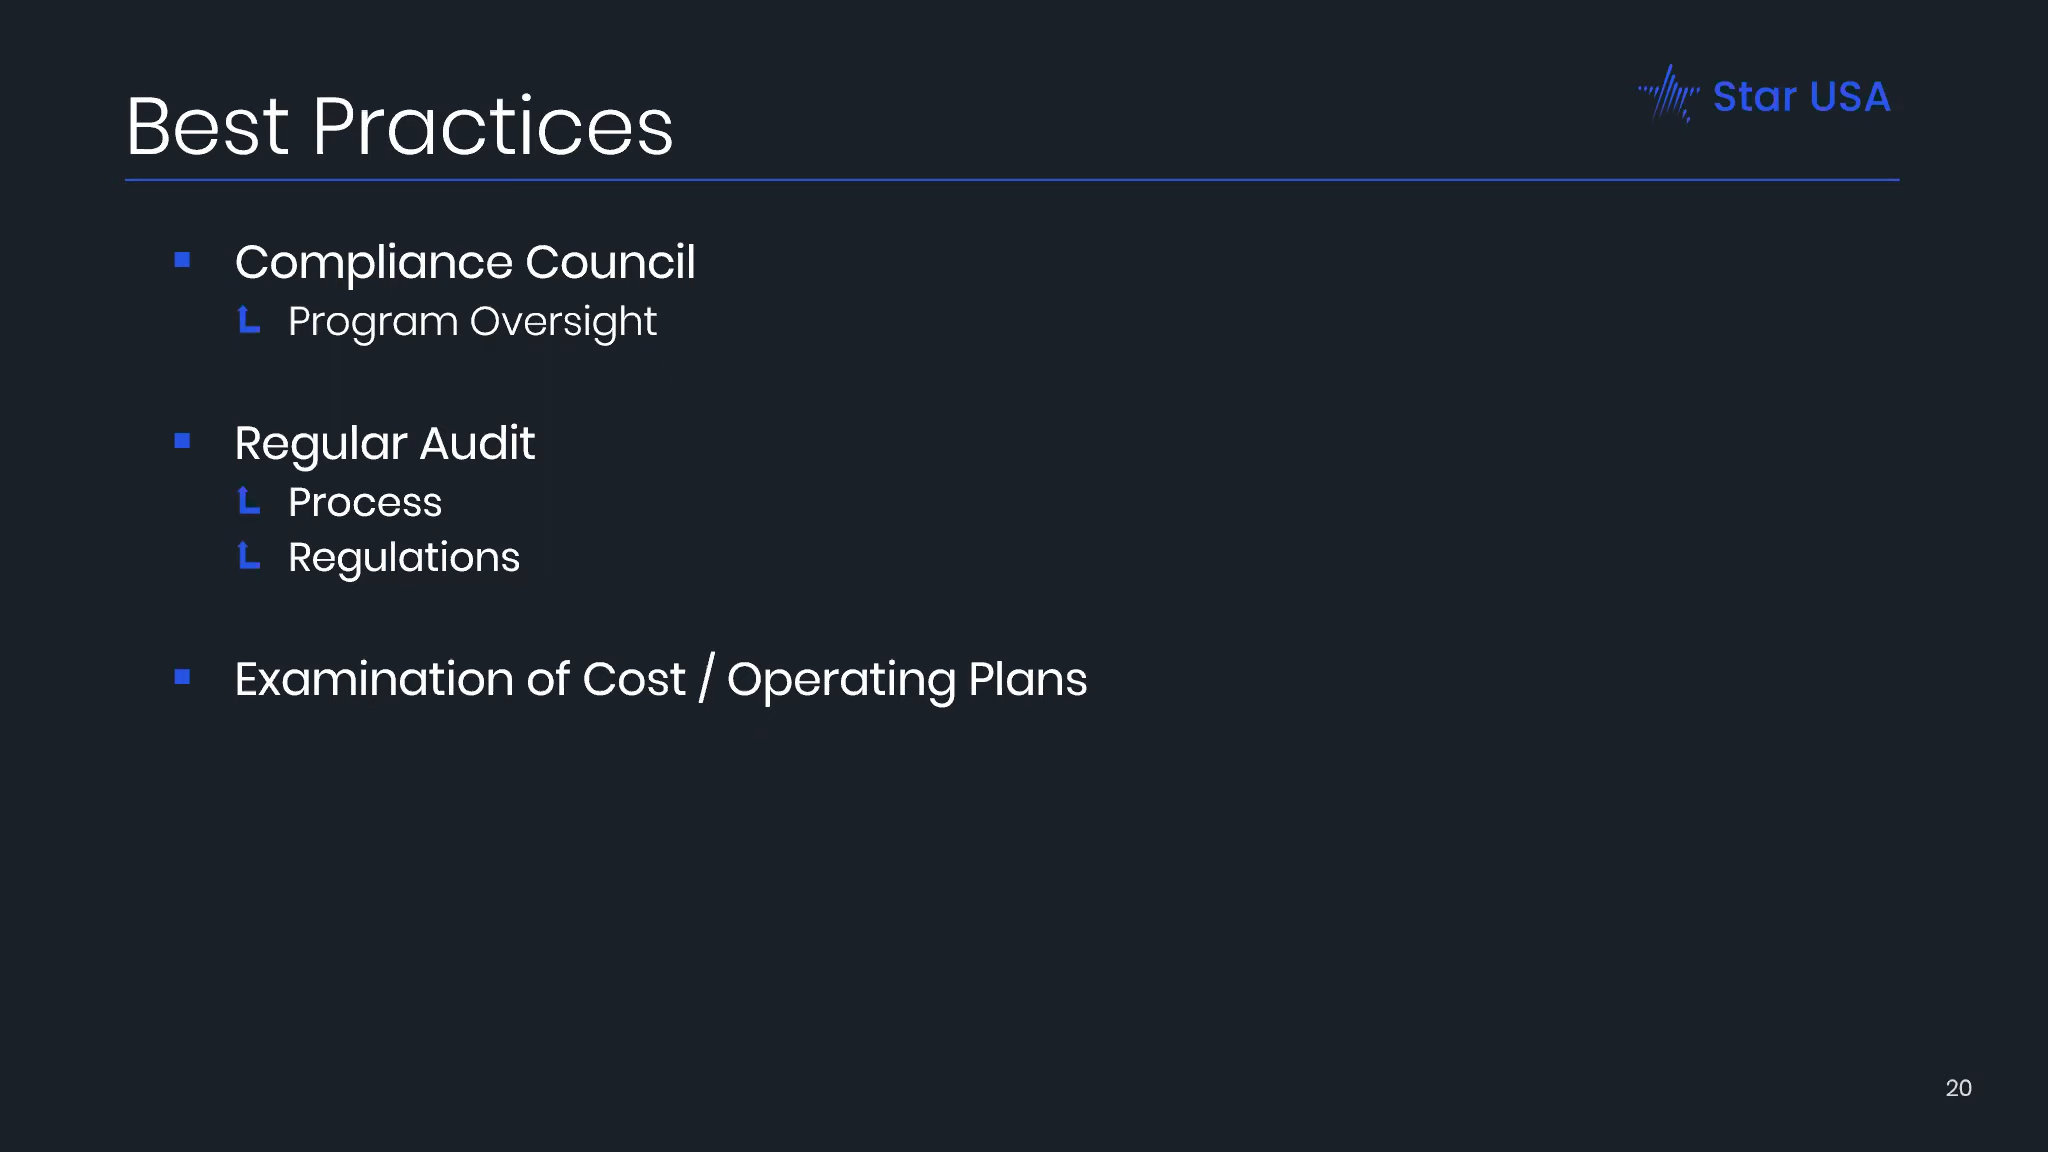 Best Practices
Star USA
Compliance Council
Program Oversight
Regular Audit
Process
Regulations
Examination of Cost / Operating Plans
20